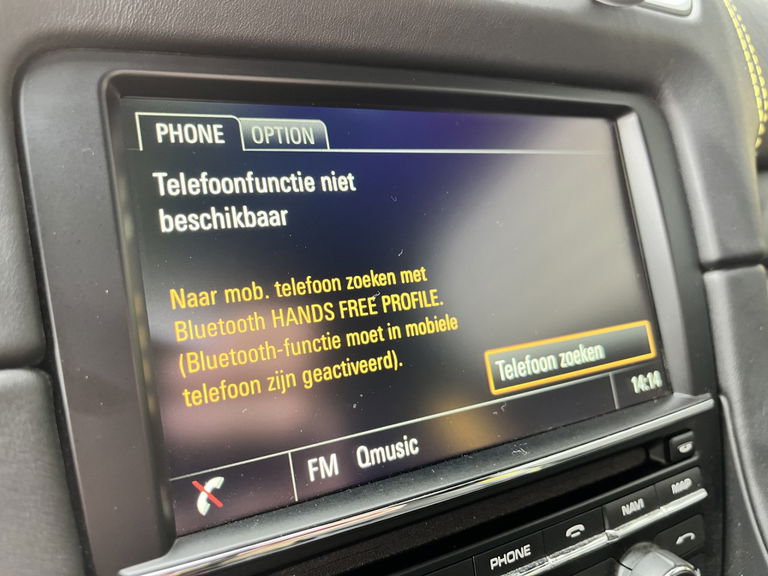 PHONE OPTION
Telefoonfunctie niet
beschikbaar
Naar mob. telefoon zoeken met
Bluetooth HANDS FREE PROFILE.
(Bluetooth-functie moet in mobiele
telefoon zijn geactiveerd).
Telefoon zoeken
FM Qmusic 14:14
PHONE NAVI MAP